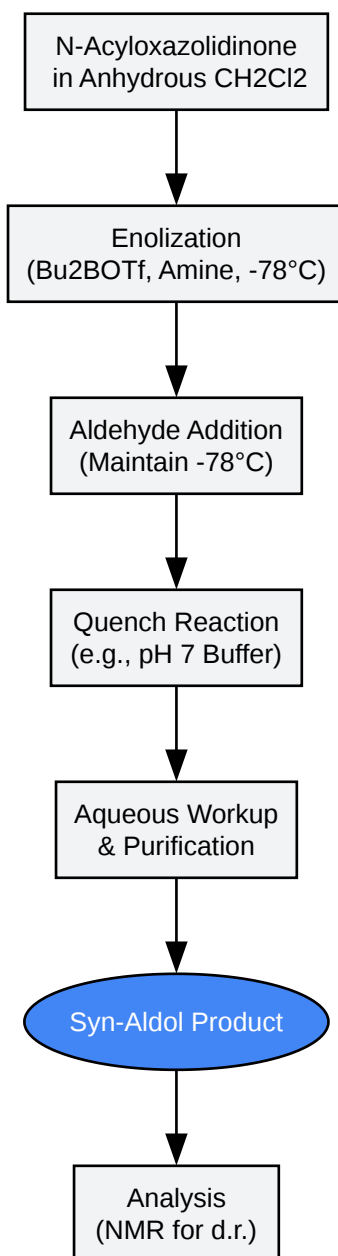 N-Acyloxazolidinone
in Anhydrous CH2Cl2
Enolization
(Bu2BOTf, Amine, -78°C)
Aldehyde Addition
(Maintain -78°C)
Quench Reaction
(e.g., pH 7 Buffer)
Aqueous Workup
& Purification
Syn-Aldol Product
Analysis
(NMR for d.r.)